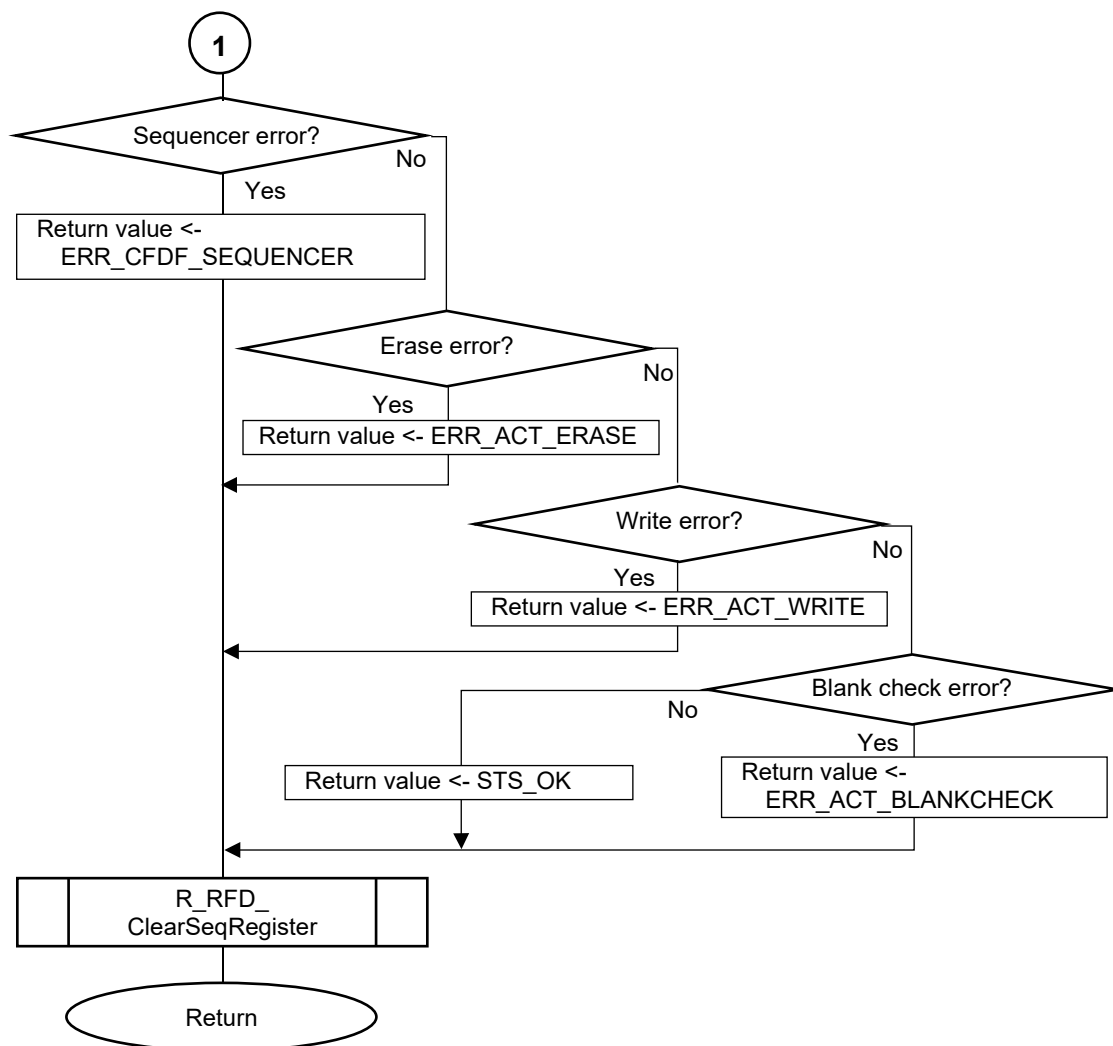 1
Sequencer error?
No
Yes
Return value <-
ERR_CFDF_SEQUENCER
Erase error?
No
Yes
Return value <- ERR_ACT_ERASE
Write error?
No
Yes
Return value <- ERR_ACT_WRITE
Blank check error?
No
Yes
Return value <- STS_OK
Return value <-
ERR_ACT_BLANKCHECK
R_RFD_
ClearSeqRegister
Return